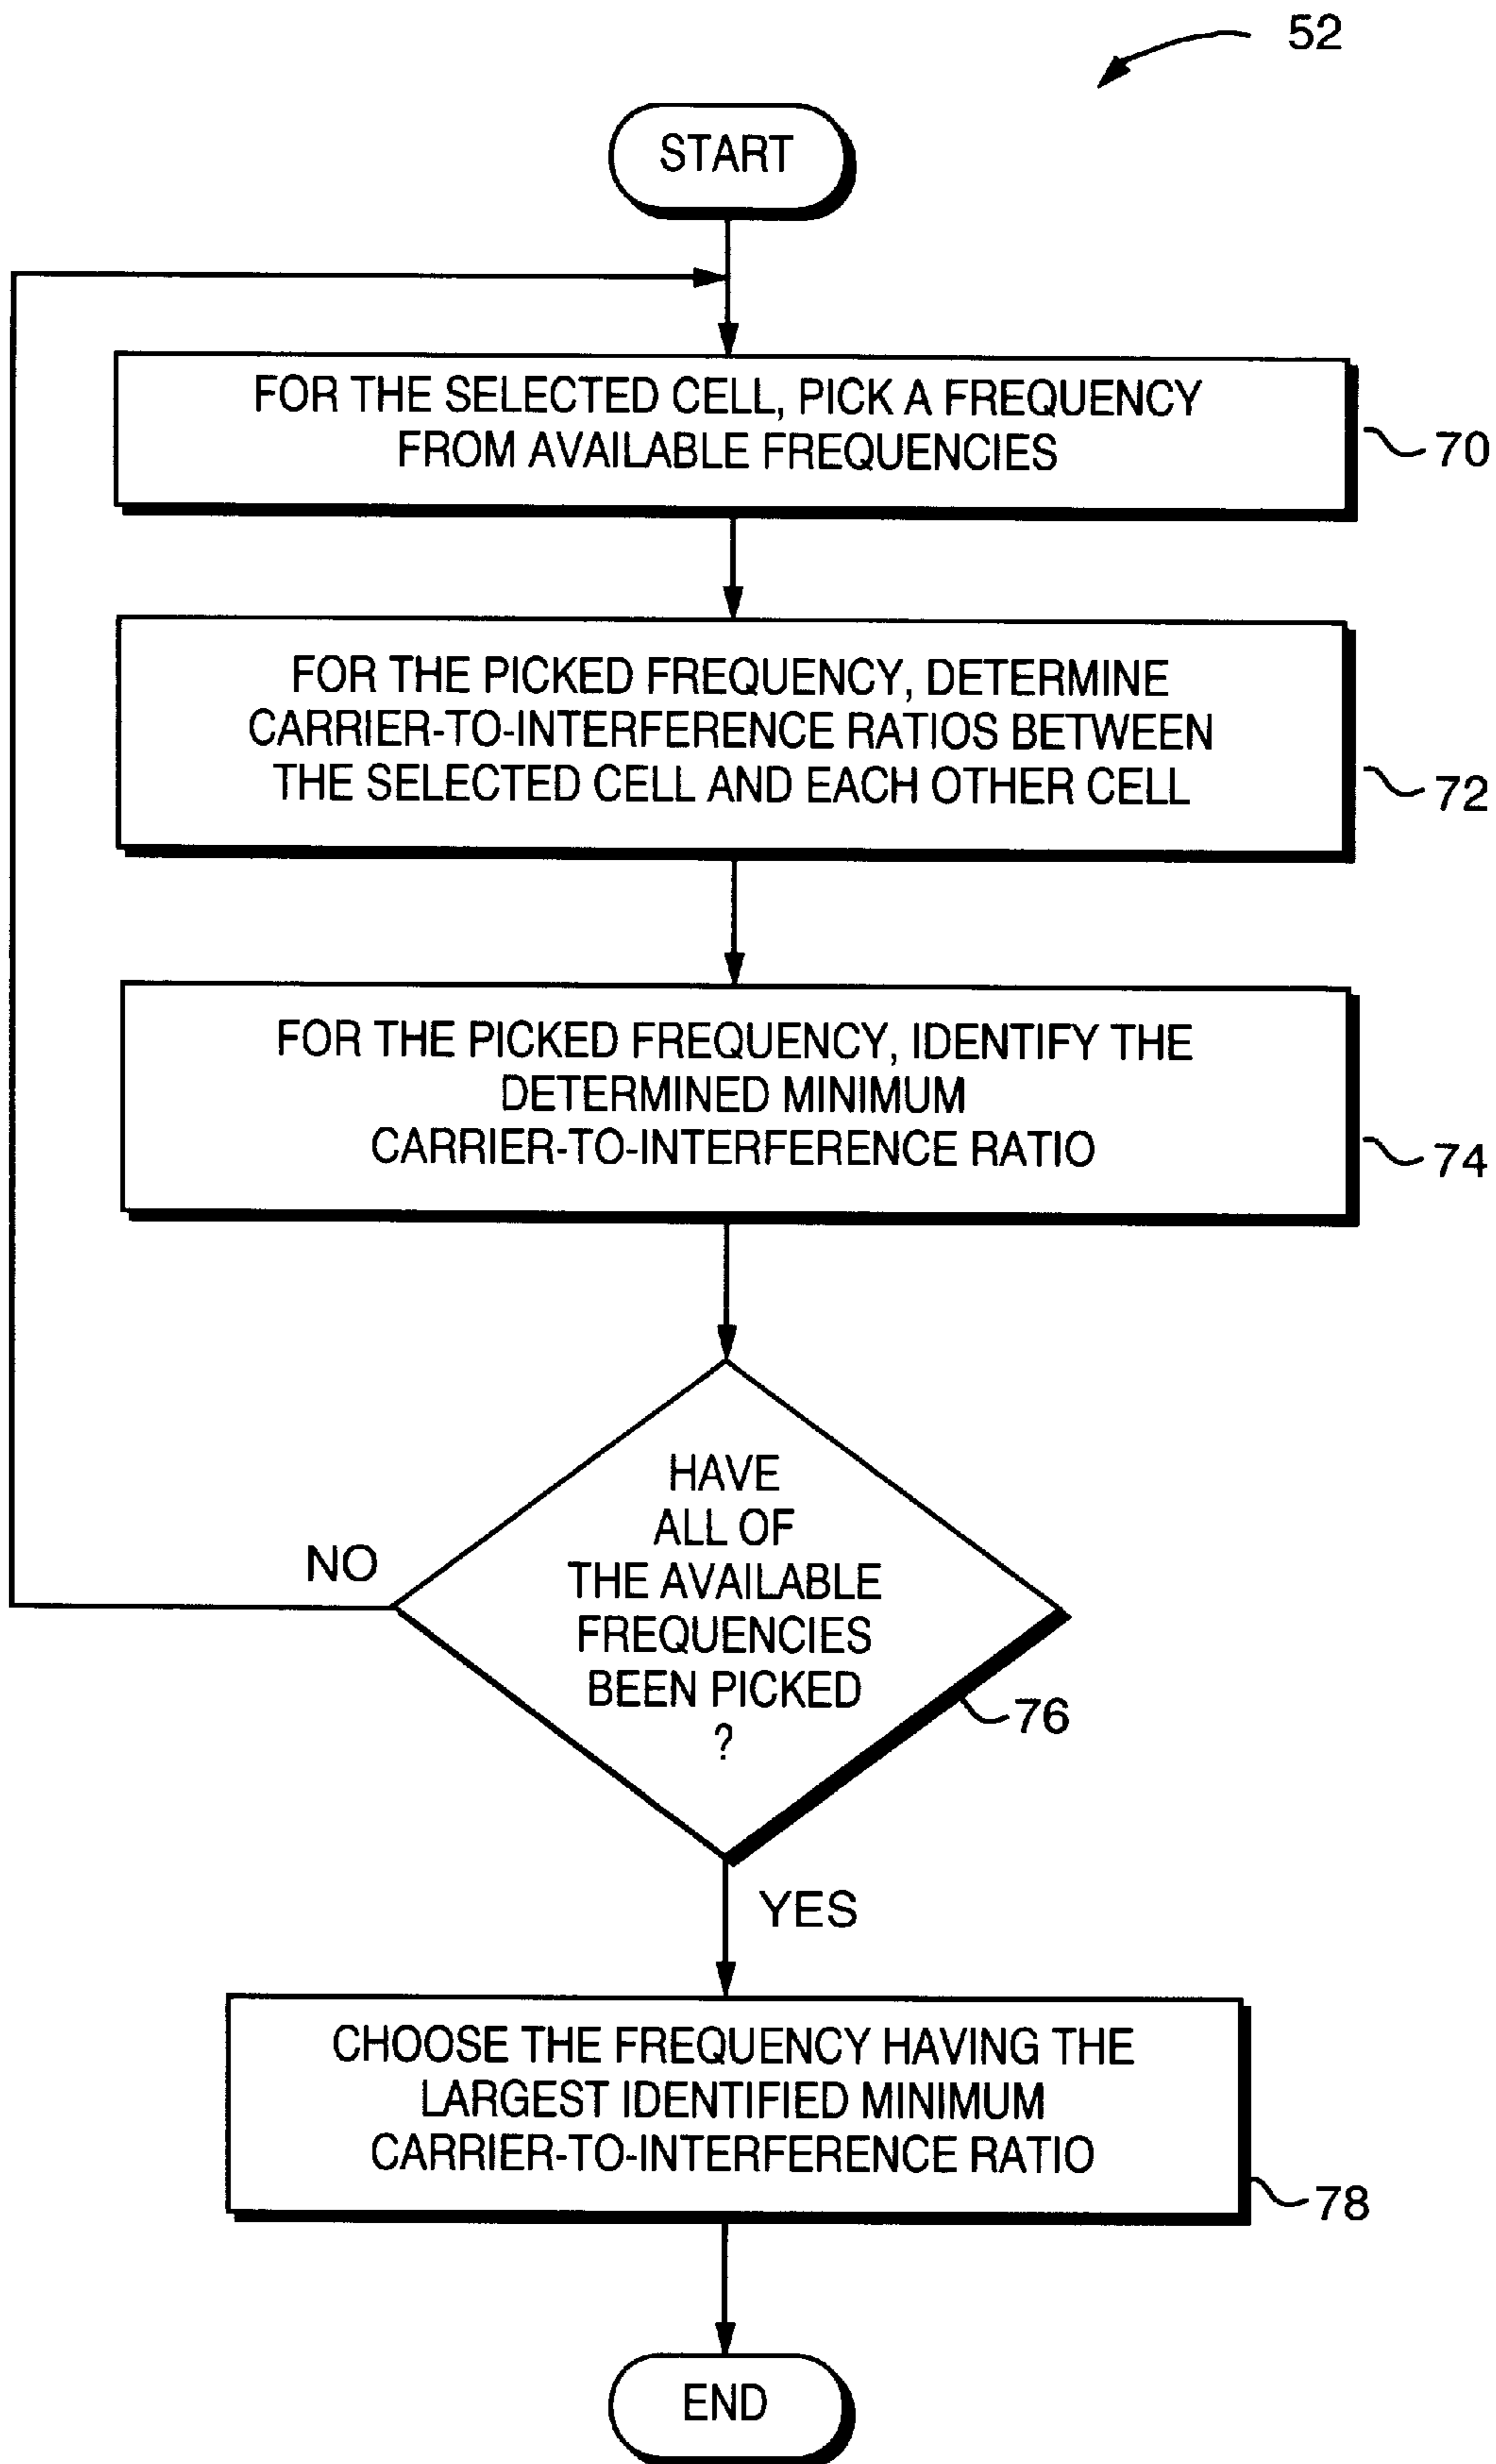 52
START
FOR THE SELECTED CELL, PICK A FREQUENCY
FROM AVAILABLE FREQUENCIES
70
FOR THE PICKED FREQUENCY, DETERMINE
CARRIER-TO-INTERFERENCE RATIOS BETWEEN
THE SELECTED CELL AND EACH OTHER CELL
72
FOR THE PICKED FREQUENCY, IDENTIFY THE
DETERMINED MINIMUM
CARRIER-TO-INTERFERENCE RATIO
74
HAVE
ALL OF
THE AVAILABLE
FREQUENCIES
BEEN PICKED
?
NO
76
YES
CHOOSE THE FREQUENCY HAVING THE
LARGEST IDENTIFIED MINIMUM
CARRIER-TO-INTERFERENCE RATIO
78
END